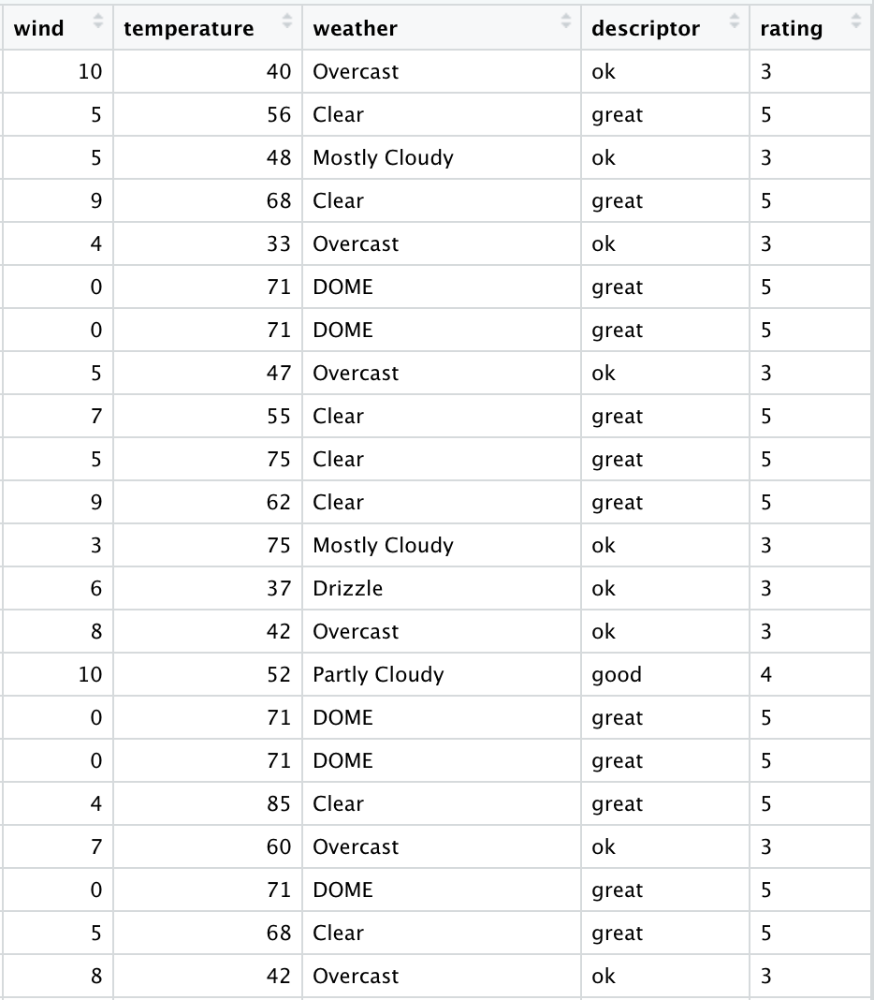 wind temperature weather descriptor rating
10 40 Overcast ok 3
5 56 Clear great 5
5 48 Mostly Cloudy ok 3
9 68 Clear great 5
4 33 Overcast ok 3
0 71 DOME great 5
0 71 DOME great 5
5 47 Overcast ok 3
7 55 Clear great 5
5 75 Clear great 5
9 62 Clear great 5
3 75 Mostly Cloudy ok 3
6 37 Drizzle ok 3
8 42 Overcast ok 3
10 52 Partly Cloudy good 4
0 71 DOME great 5
0 71 DOME great 5
4 85 Clear great 5
7 60 Overcast ok 3
0 71 DOME great 5
5 68 Clear great 5
8 42 Overcast ok 3